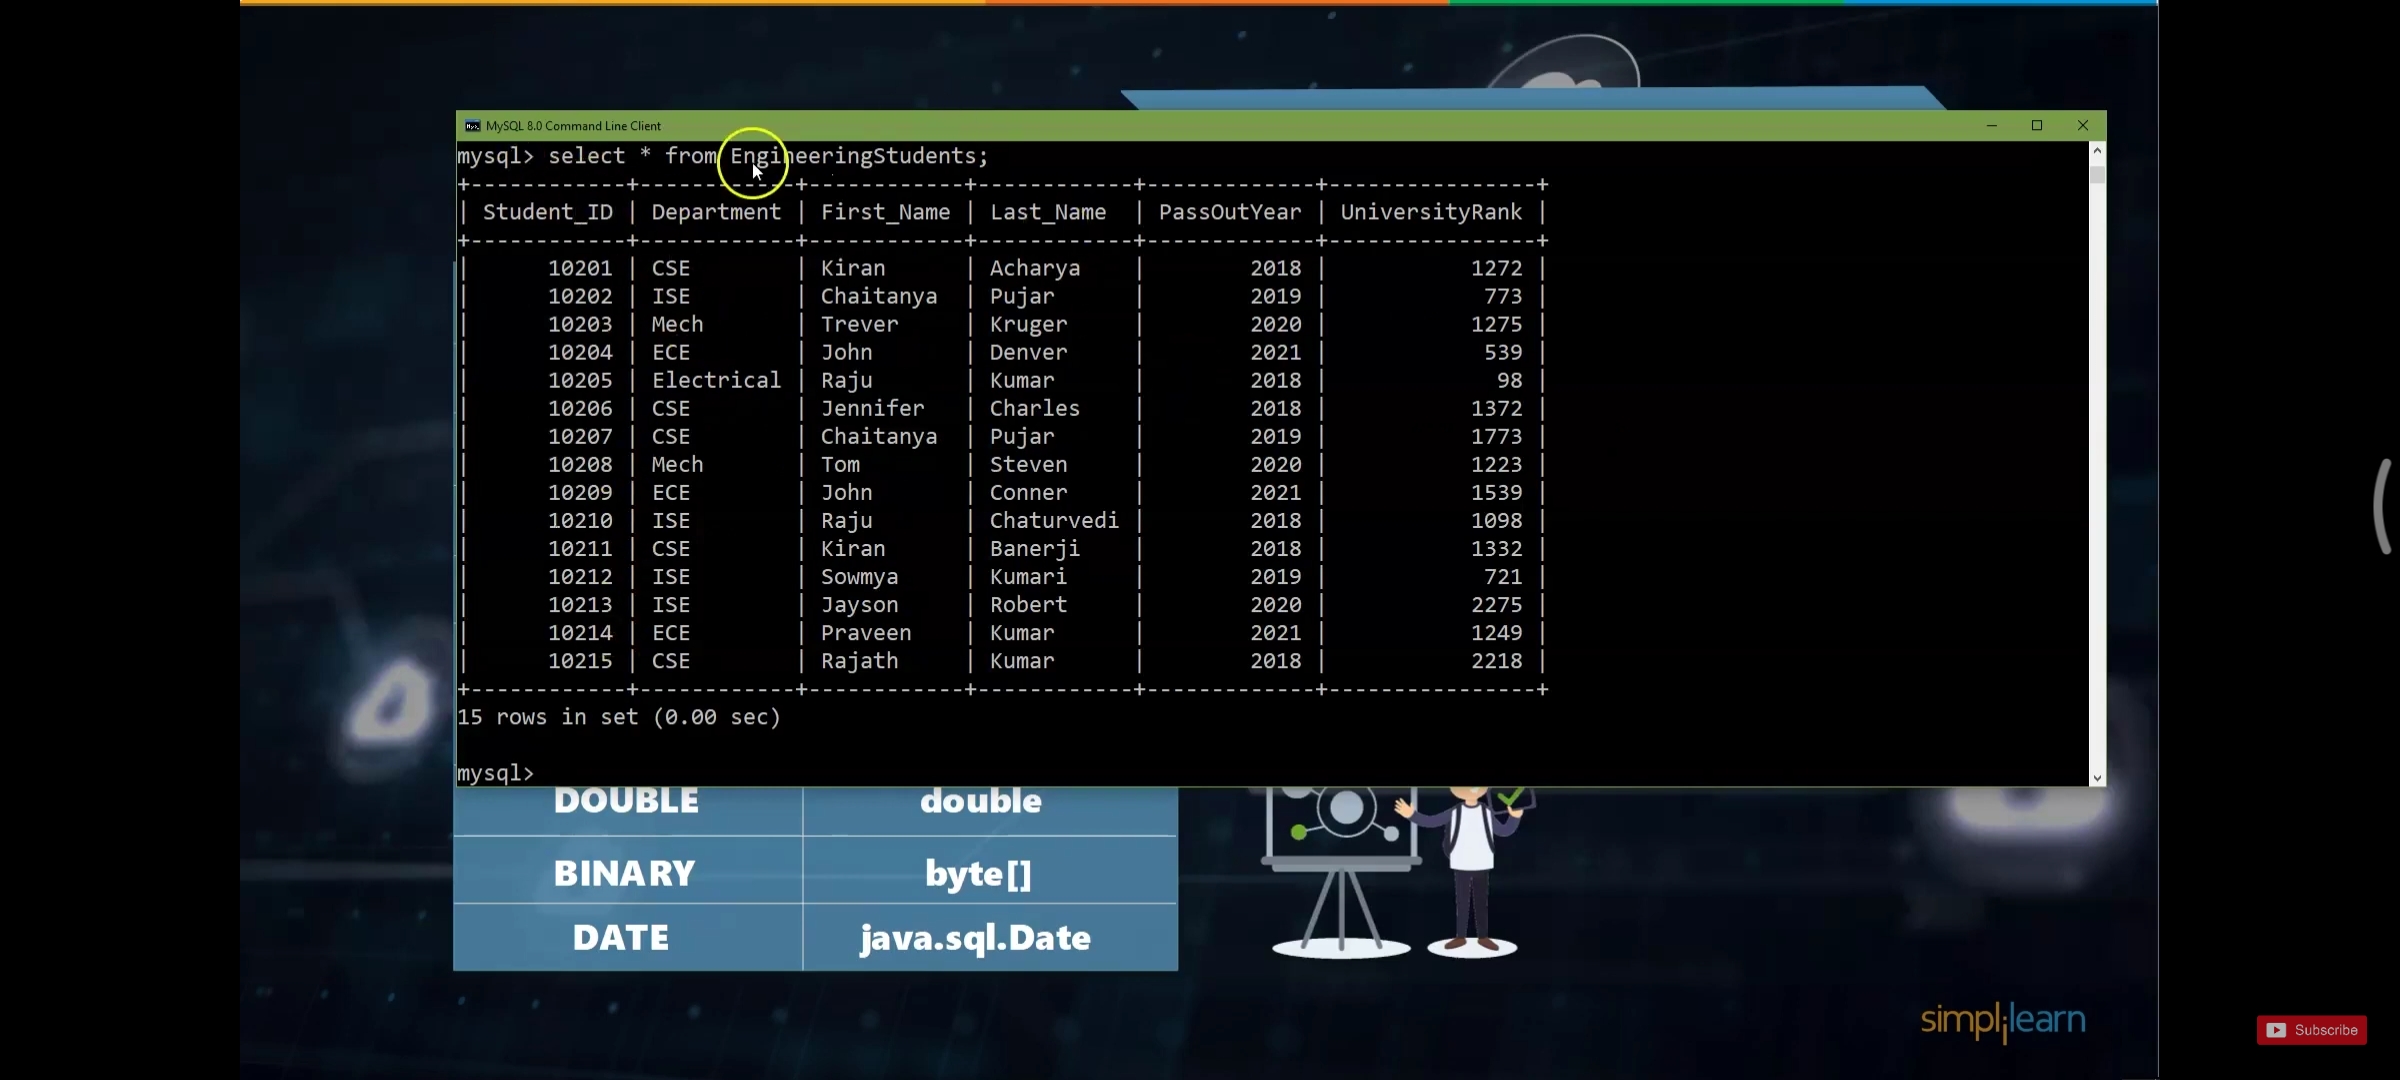 MySQL 8.0 Command Line Client
mysql> select * from EngineeringStudents;
+------------+------------+------------+-----------+-------------+----------------+
| Student_ID | Department | First_Name | Last_Name | PassOutYear | UniversityRank |
+------------+------------+------------+-----------+-------------+----------------+
| 10201 | CSE | Kiran | Acharya | 2018 | 1272 |
| 10202 | ISE | Chaitanya | Pujar | 2019 | 773 |
| 10203 | Mech | Trever | Kruger | 2020 | 1275 |
| 10204 | ECE | John | Denver | 2021 | 539 |
| 10205 | Electrical | Raju | Kumar | 2018 | 98 |
| 10206 | CSE | Jennifer | Charles | 2018 | 1372 |
| 10207 | CSE | Chaitanya | Pujar | 2019 | 1773 |
| 10208 | Mech | Tom | Steven | 2020 | 1223 |
| 10209 | ECE | John | Conner | 2021 | 1539 |
| 10210 | ISE | Raju | Chaturvedi | 2018 | 1098 |
| 10211 | CSE | Kiran | Banerji | 2018 | 1332 |
| 10212 | ISE | Sowmya | Kumari | 2019 | 721 |
| 10213 | ISE | Jayson | Robert | 2020 | 2275 |
| 10214 | ECE | Praveen | Kumar | 2021 | 1249 |
| 10215 | CSE | Rajath | Kumar | 2018 | 2218 |
+------------+------------+------------+-----------+-------------+----------------+
15 rows in set (0.00 sec)
mysql>
DOUBLE double
BINARY byte[]
DATE java.sql.Date
simplilearn
Subscribe